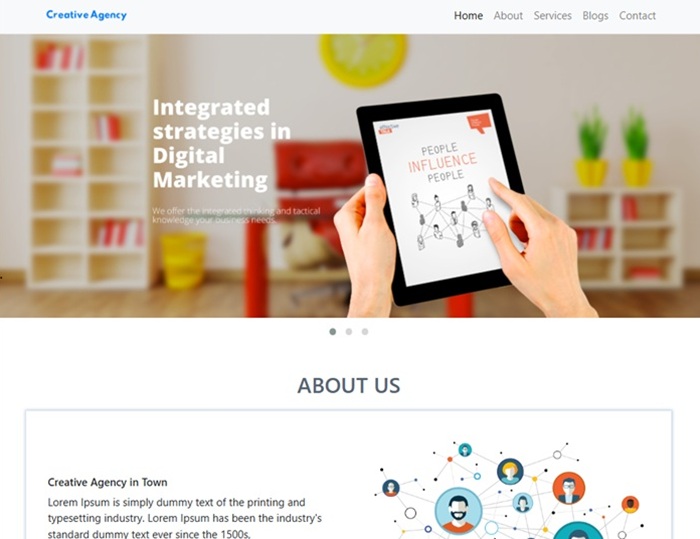 Creative Agency
Home About Services Blogs Contact
Integrated
strategies in
Digital
Marketing
We offer the integrated thinking and tactical
knowledge your business needs.
PEOPLE
INFLUENCE
PEOPLE
ABOUT US
Creative Agency in Town
Lorem Ipsum is simply dummy text of the printing and
typesetting industry. Lorem Ipsum has been the industry's
standard dummy text ever since the 1500s,